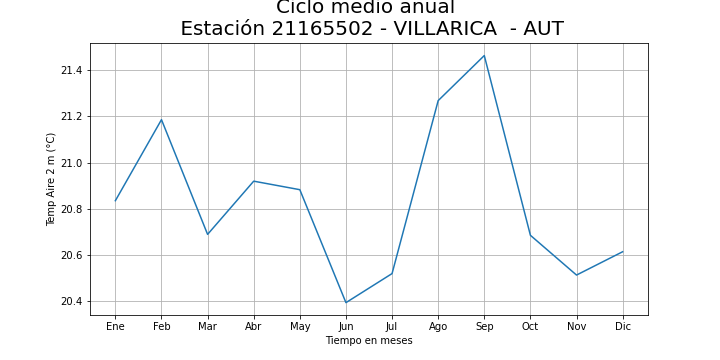 Ciclo medio anual
Estación 21165502 - VILLARICA  - AUT
21.4
21.2
21.0
20.8
20.6
20.4
Temp Aire 2 m (°C)
Ene Feb Mar Abr May Jun Jul Ago Sep Oct Nov Dic
Tiempo en meses